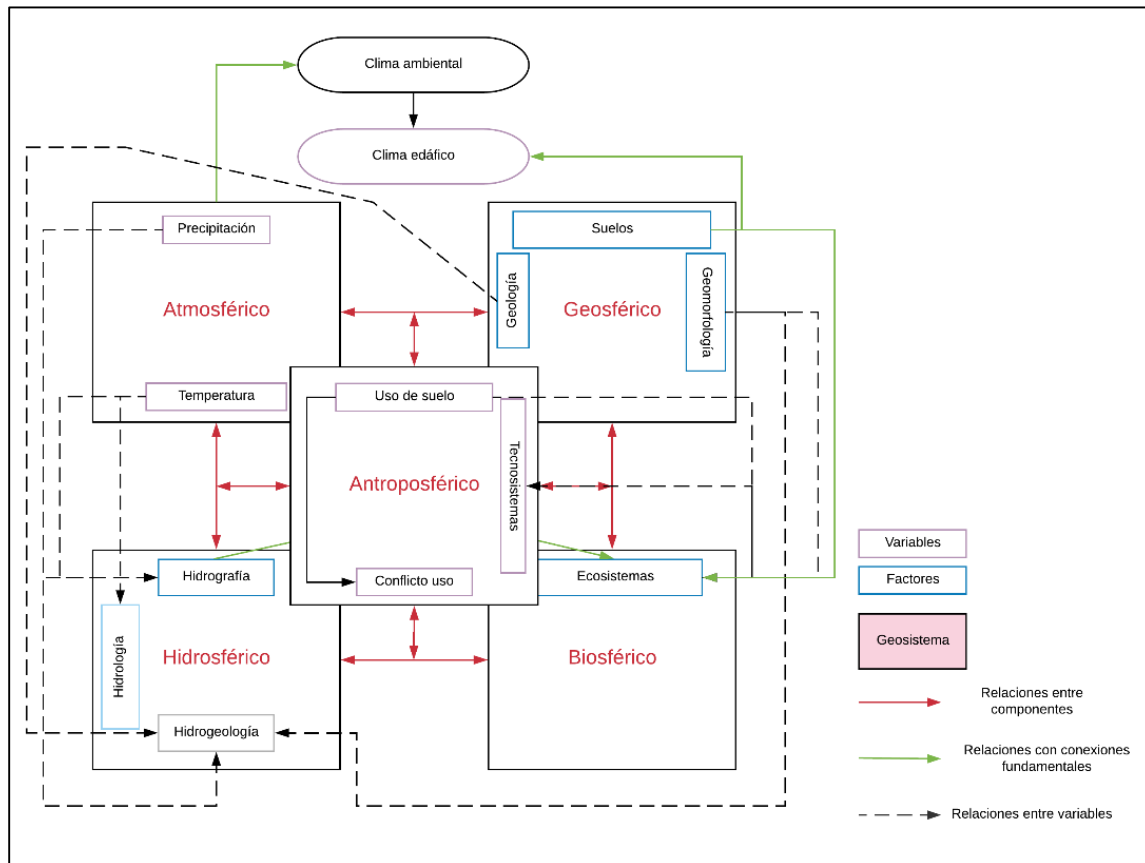 Clima ambiental
Clima edáfico
Precipitación
Suelos
Geología
Geomorfología
Atmosférico
Geosférico
Temperatura
Uso de suelo
Tecnosistemas
Antroposférico
Hidrografía
Conflicto uso
Ecosistemas
Hidrología
Hidrosférico
Biosférico
Hidrogeología
Variables
Factores
Geosistema
Relaciones entre
componentes
Relaciones con conexiones
fundamentales
Relaciones entre variables